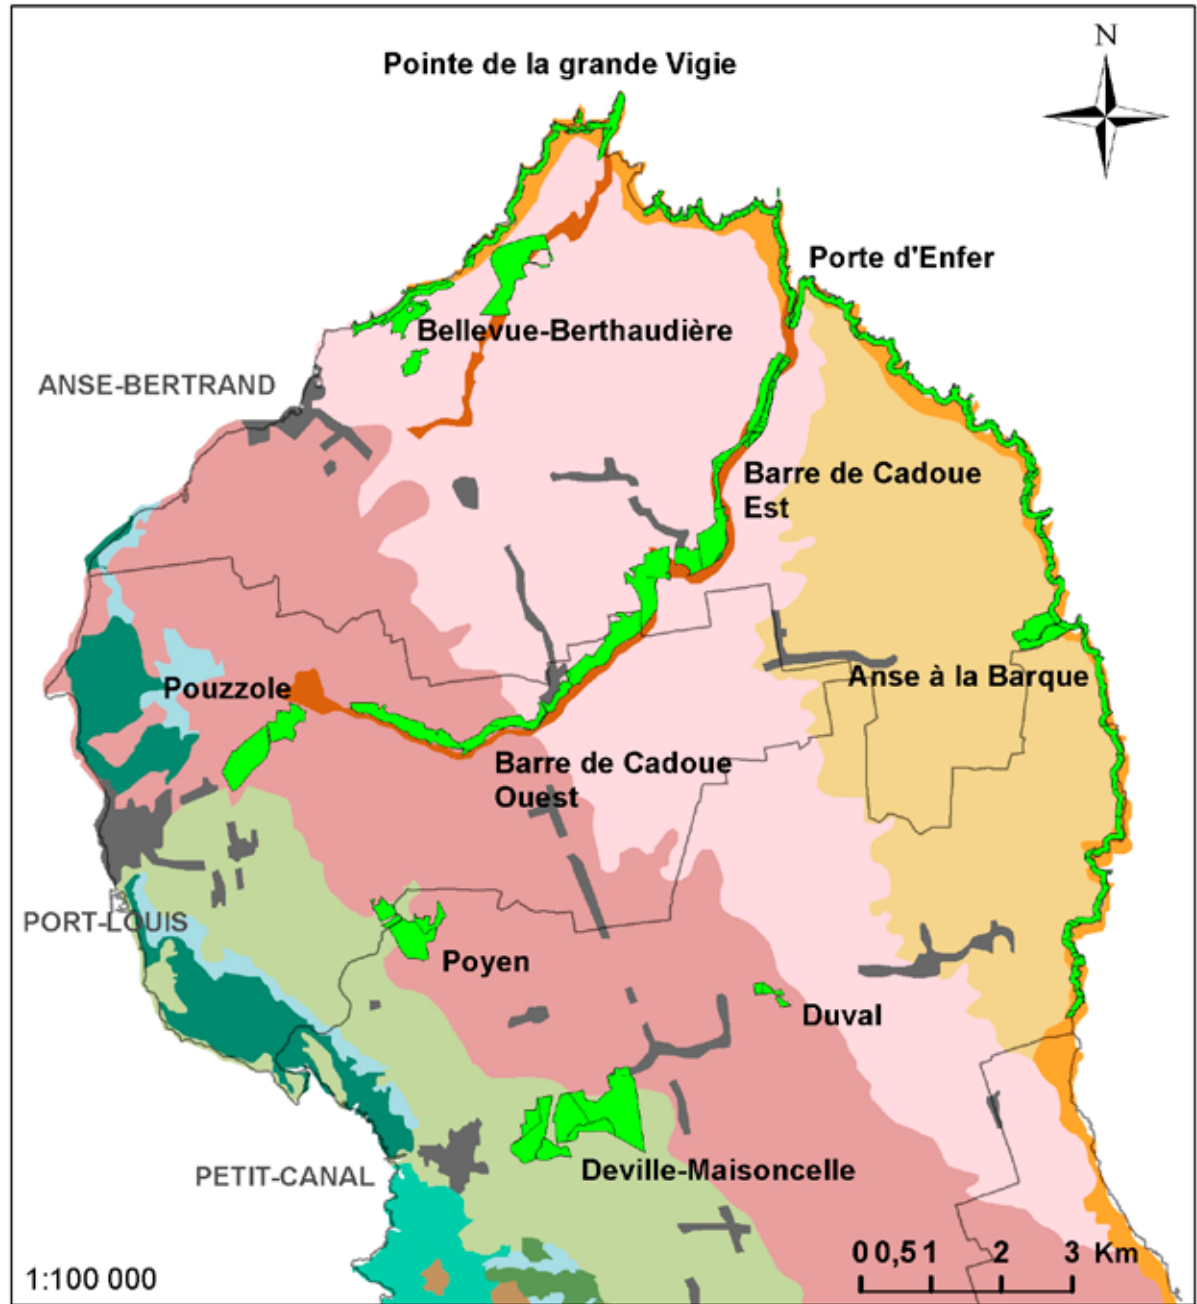 N
Pointe de la grande Vigie
Porte d'Enfer
Bellevue-Berthaudière
ANSE-BERTRAND
Barre de Cadoue
Est
Anse à la Barque
Pouzzole
Barre de Cadoue
Ouest
PORT-LOUIS
Poyen
Duval
Deville-Maisoncelle
PETIT-CANAL
0 0,5 1 2 3 Km
1:100 000